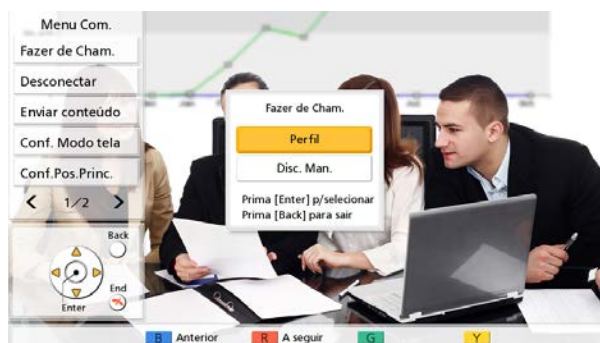 Menu Com.
Fazer de Cham.
Desconectar
Enviar conteúdo
Conf. Modo tela
Conf.Pos.Princ.
< 1/2 >
Back
End
Enter
Fazer de Cham.
Perfil
Disc. Man.
Prima [Enter] p/selecionar
Prima [Back] para sair
B Anterior R A seguir G Y